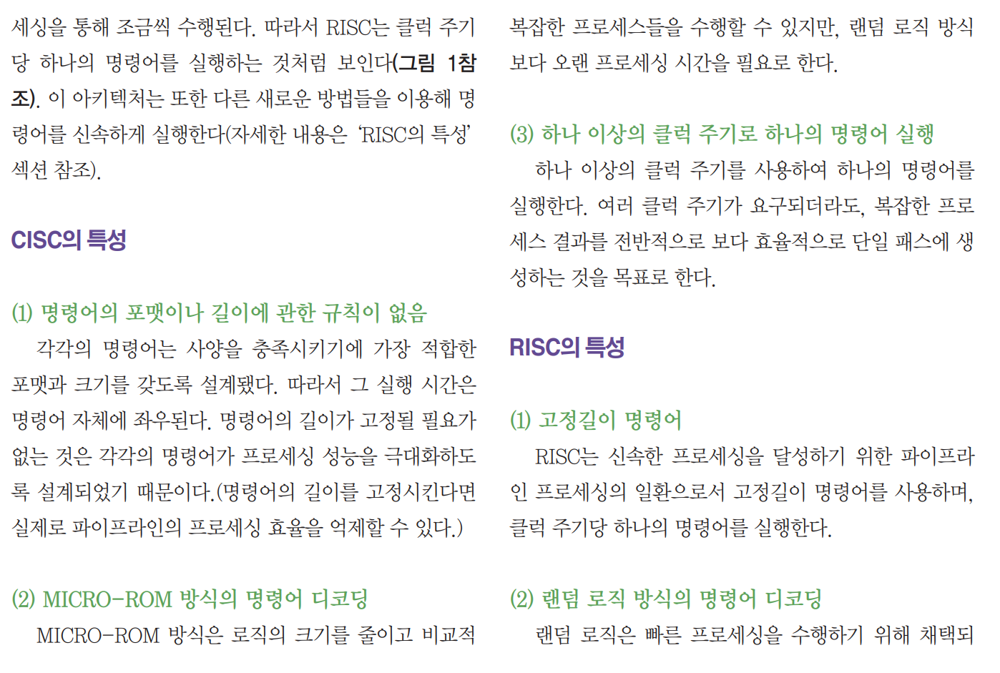 세싱을 통해 조금씩 수행된다. 따라서 RISC는 클럭 주기
당 하나의 명령어를 실행하는 것처럼 보인다(그림 1참
조). 이 아키텍처는 또한 다른 새로운 방법들을 이용해 명
령어를 신속하게 실행한다(자세한 내용은 ‘RISC의 특성’
섹션 참조).
CISC의 특성
(1) 명령어의 포맷이나 길이에 관한 규칙이 없음
각각의 명령어는 사양을 충족시키기에 가장 적합한
포맷과 크기를 갖도록 설계됐다. 따라서 그 실행 시간은
명령어 자체에 좌우된다. 명령어의 길이가 고정될 필요가
없는 것은 각각의 명령어가 프로세싱 성능을 극대화하도
록 설계되었기 때문이다.(명령어의 길이를 고정시킨다면
실제로 파이프라인의 프로세싱 효율을 억제할 수 있다.)
(2) MICRO-ROM 방식의 명령어 디코딩
MICRO-ROM 방식은 로직의 크기를 줄이고 비교적
복잡한 프로세스들을 수행할 수 있지만, 랜덤 로직 방식
보다 오랜 프로세싱 시간을 필요로 한다.
(3) 하나 이상의 클럭 주기로 하나의 명령어 실행
하나 이상의 클럭 주기를 사용하여 하나의 명령어를
실행한다. 여러 클럭 주기가 요구되더라도, 복잡한 프로
세스 결과를 전반적으로 보다 효율적으로 단일 패스에 생
성하는 것을 목표로 한다.
RISC의 특성
(1) 고정길이 명령어
RISC는 신속한 프로세싱을 달성하기 위한 파이프라
인 프로세싱의 일환으로서 고정길이 명령어를 사용하며,
클럭 주기당 하나의 명령어를 실행한다.
(2) 랜덤 로직 방식의 명령어 디코딩
랜덤 로직은 빠른 프로세싱을 수행하기 위해 채택되